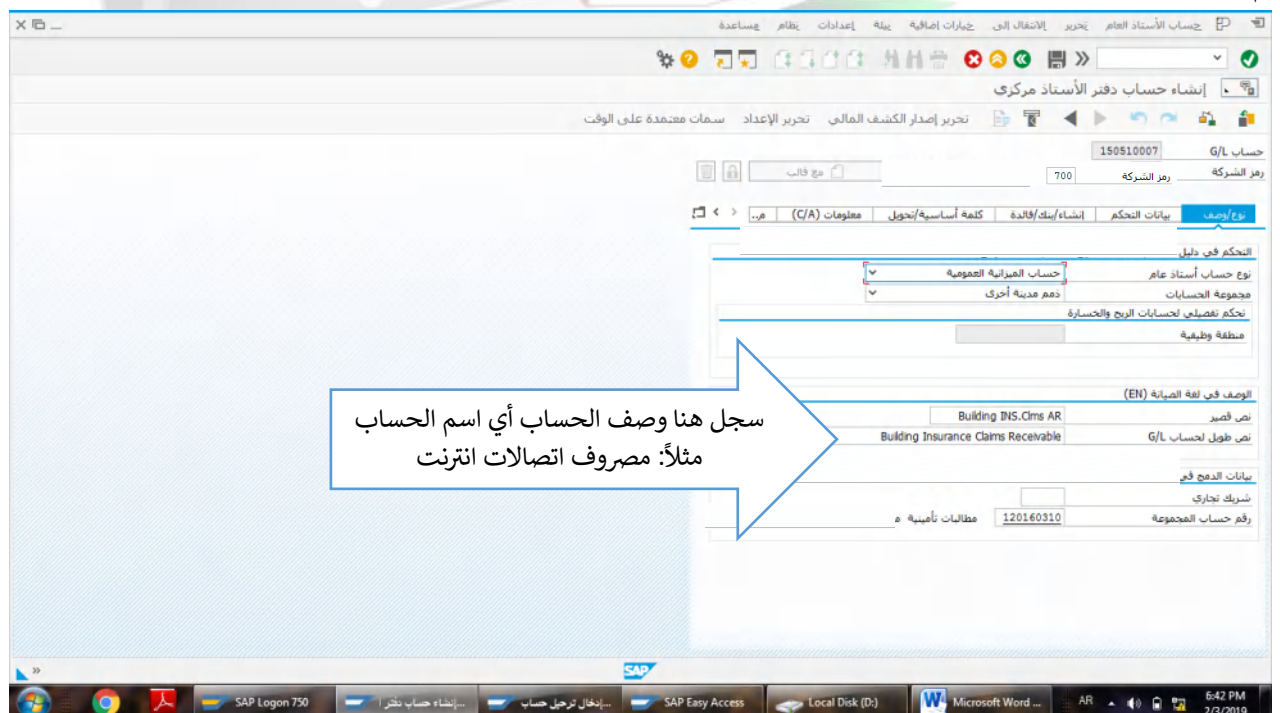 حساب الأستاذ العام تحرير الانتقال إلى خيارات إضافية بيئة إعدادات نظام مساعدة
إنشاء حساب دفتر الأستاذ مركزي
تحرير إصدار الكشف المالي تحرير الإعداد سمات معتمدة على الوقت
حساب G/L 150510007
رمز الشركة رمز الشركة 700 مع قالب
نوع/وصف بيانات التحكم إنشاء/بنك/فائدة كلمة أساسية/تحويل معلومات (C/A) م..
التحكم في دليل
نوع حساب أستاذ عام حساب الميزانية العمومية
مجموعة الحسابات ذمم مدينة أخرى
تحكم تفصيلي لحسابات الربح والخسارة
منطقة وظيفية
سجل هنا وصف الحساب أي اسم الحساب
مثلاً: مصروف اتصالات انترنت
الوصف في لغة الصيانة (EN)
نص قصير Building INS.Clms AR
نص طويل لحساب G/L Building Insurance Claims Receivable
بيانات الدمج في
شريك تجاري
رقم حساب المجموعة 120160310 مطالبات تأمينية م
SAP
SAP Logon 750 إنشاء حساب دفتر ا... إدخال ترحيل حساب... SAP Easy Access Local Disk (D:) Microsoft Word ... AR 6:42 PM
2/3/2019